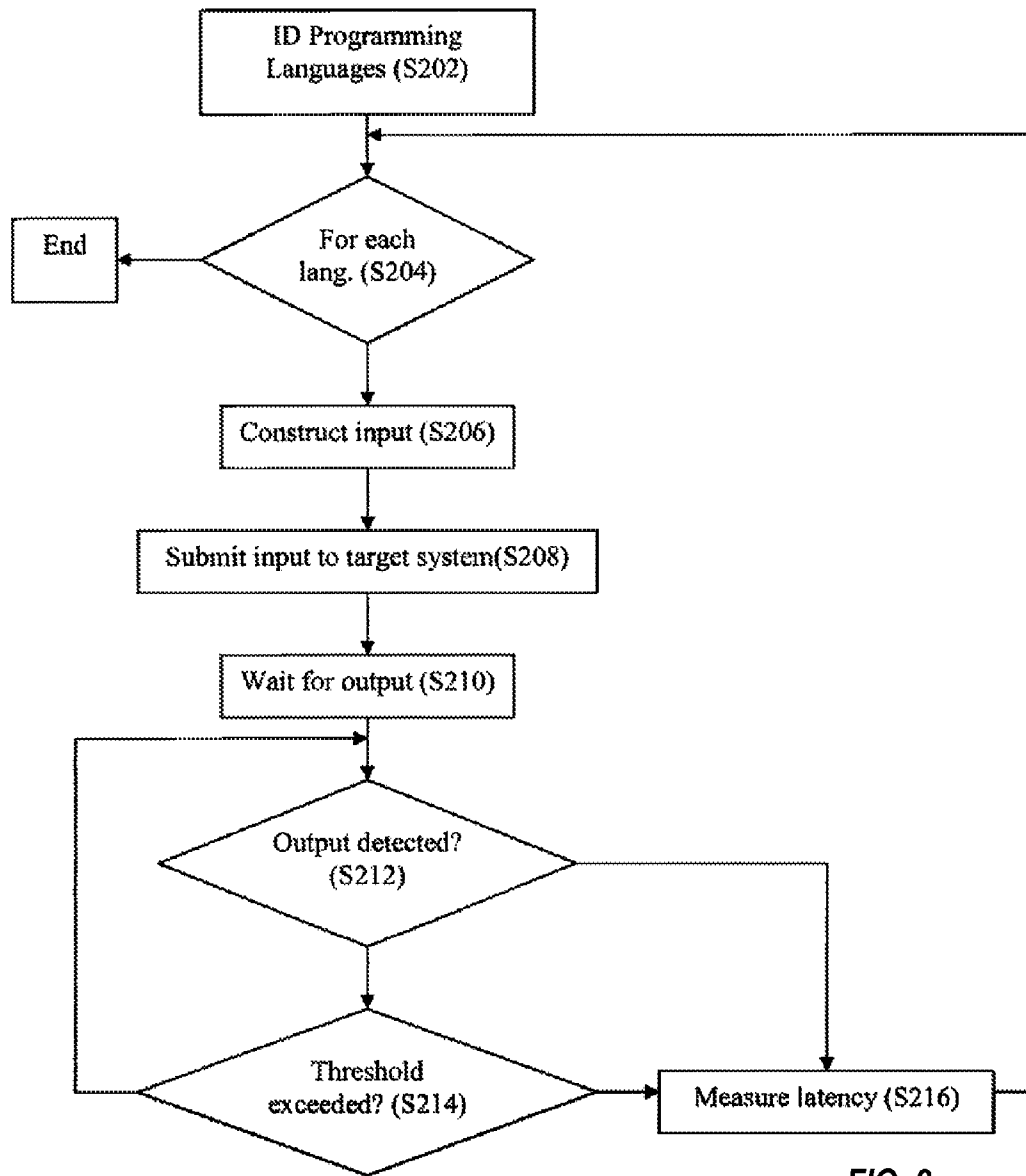 ID Programming
Languages (S202)
For each
lang. (S204)
End
Construct input (S206)
Submit input to target system(S208)
Wait for output (S210)
Output detected?
(S212)
Threshold
exceeded? (S214)
Measure latency (S216)